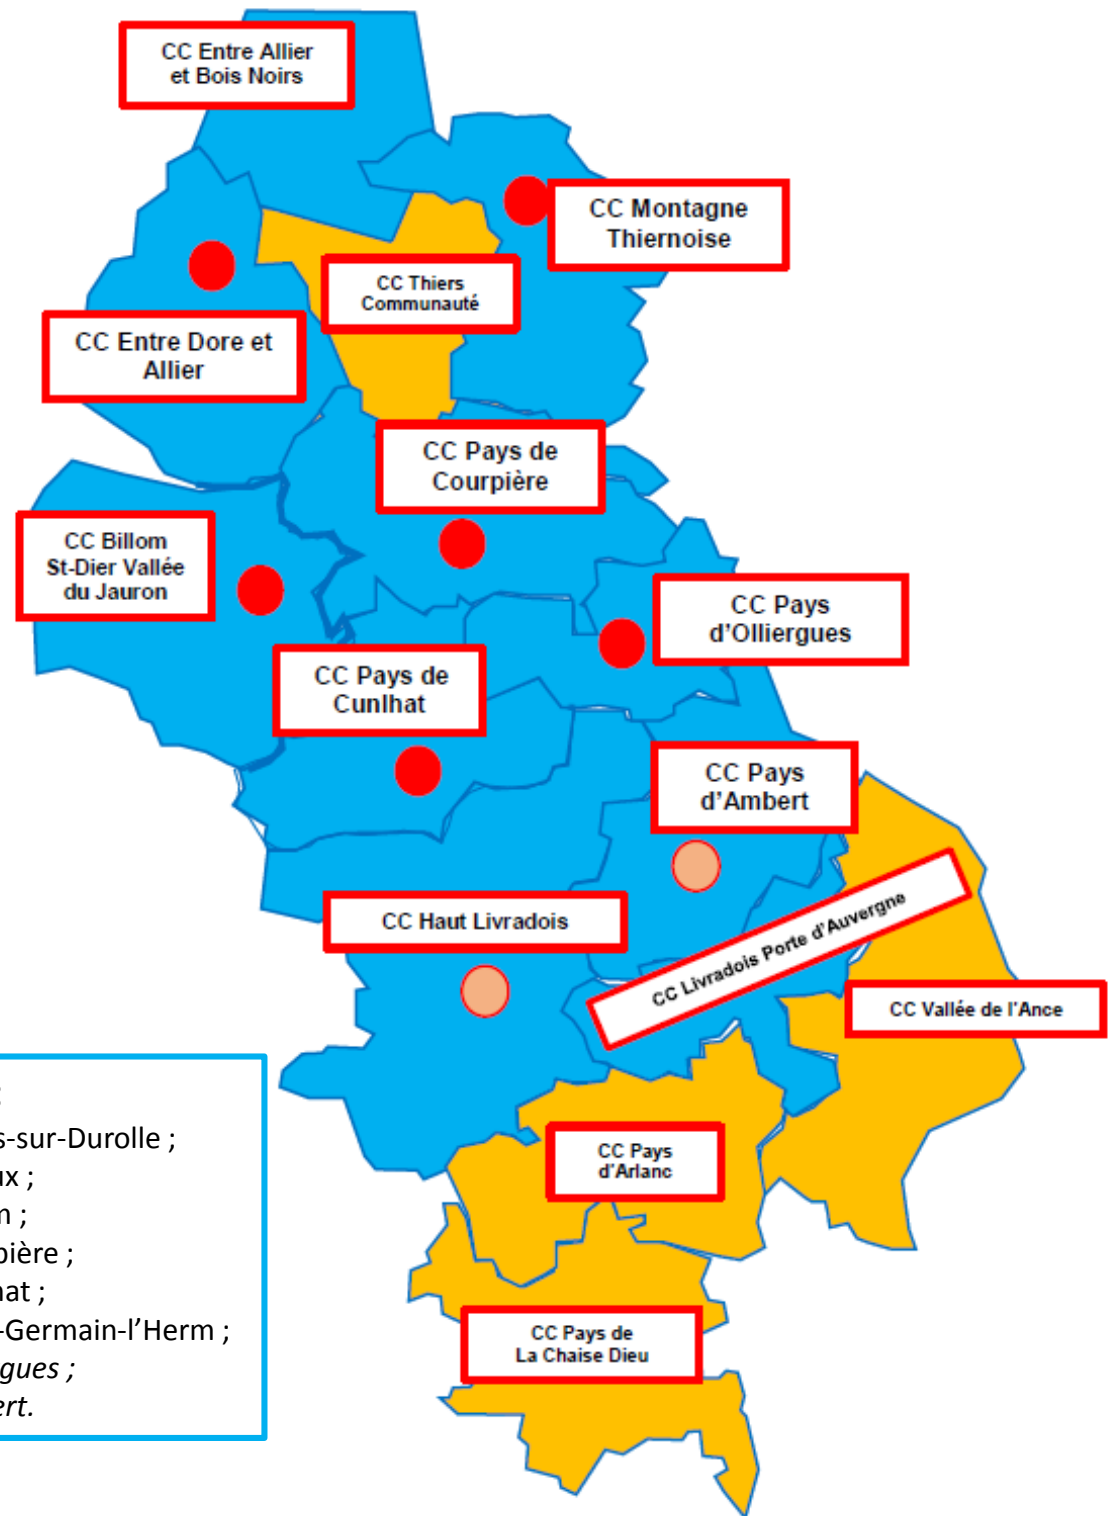 CC Entre Allier
et Bois Noirs
CC Montagne
Thiernoise
CC Thiers
Communauté
CC Entre Dore et
Allier
CC Pays de
Courpière
CC Billom
St-Dier Vallée
du Jauron
CC Pays
d'Olliergues
CC Pays de
Cunlhat
CC Pays
d'Ambert
CC Haut Livradois
CC Livradois Porte d'Auvergne
CC Vallée de l'Ance
CC Pays
d'Arlanc
CC Pays de
La Chaise Dieu
:
s-sur-Durolle ;
ux ;
m ;
pière ;
hat ;
-Germain-l'Herm ;
gues ;
ert.